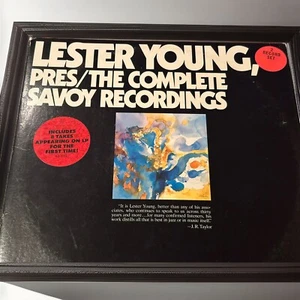 LESTER YOUNG,
PRES/THE COMPLETE
SAVOY RECORDINGS
2
RECORD
SET
INCLUDES
8 TAKES
APPEARING ON LP
FOR THE FIRST
TIME!
"It is Lester Young, better than any of his asso-
ciates, who continues to speak to us across thirty
years and more ... for many confirmed listeners, his
work distills all that is best in jazz or in music itself."
—J.R. Taylor